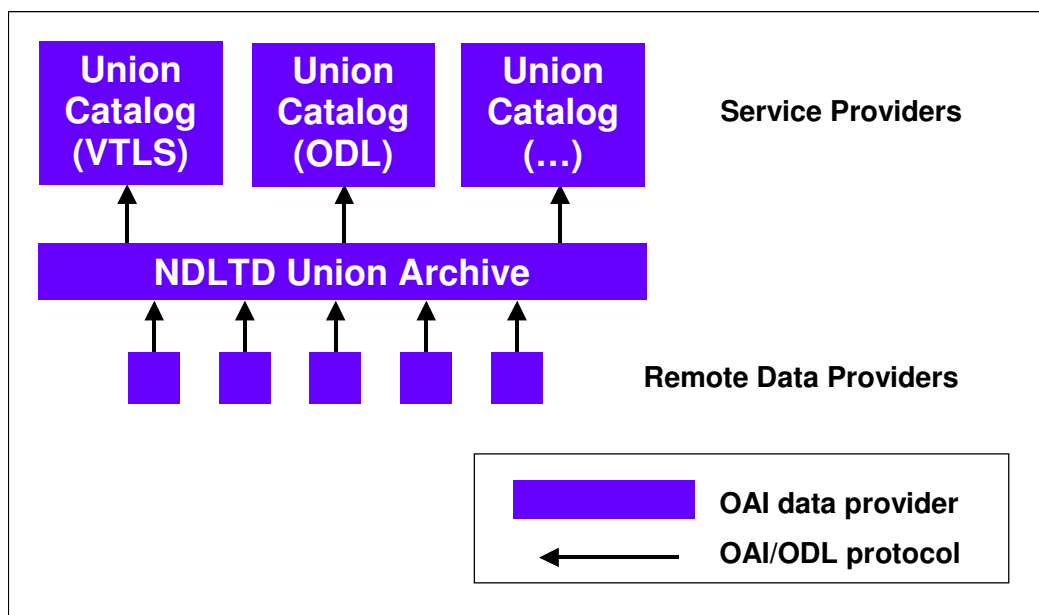 Union
Catalog
(VTLS)
Union
Catalog
(ODL)
Union
Catalog
(…)
Service Providers
NDLTD Union Archive
Remote Data Providers
OAI data provider
OAI/ODL protocol